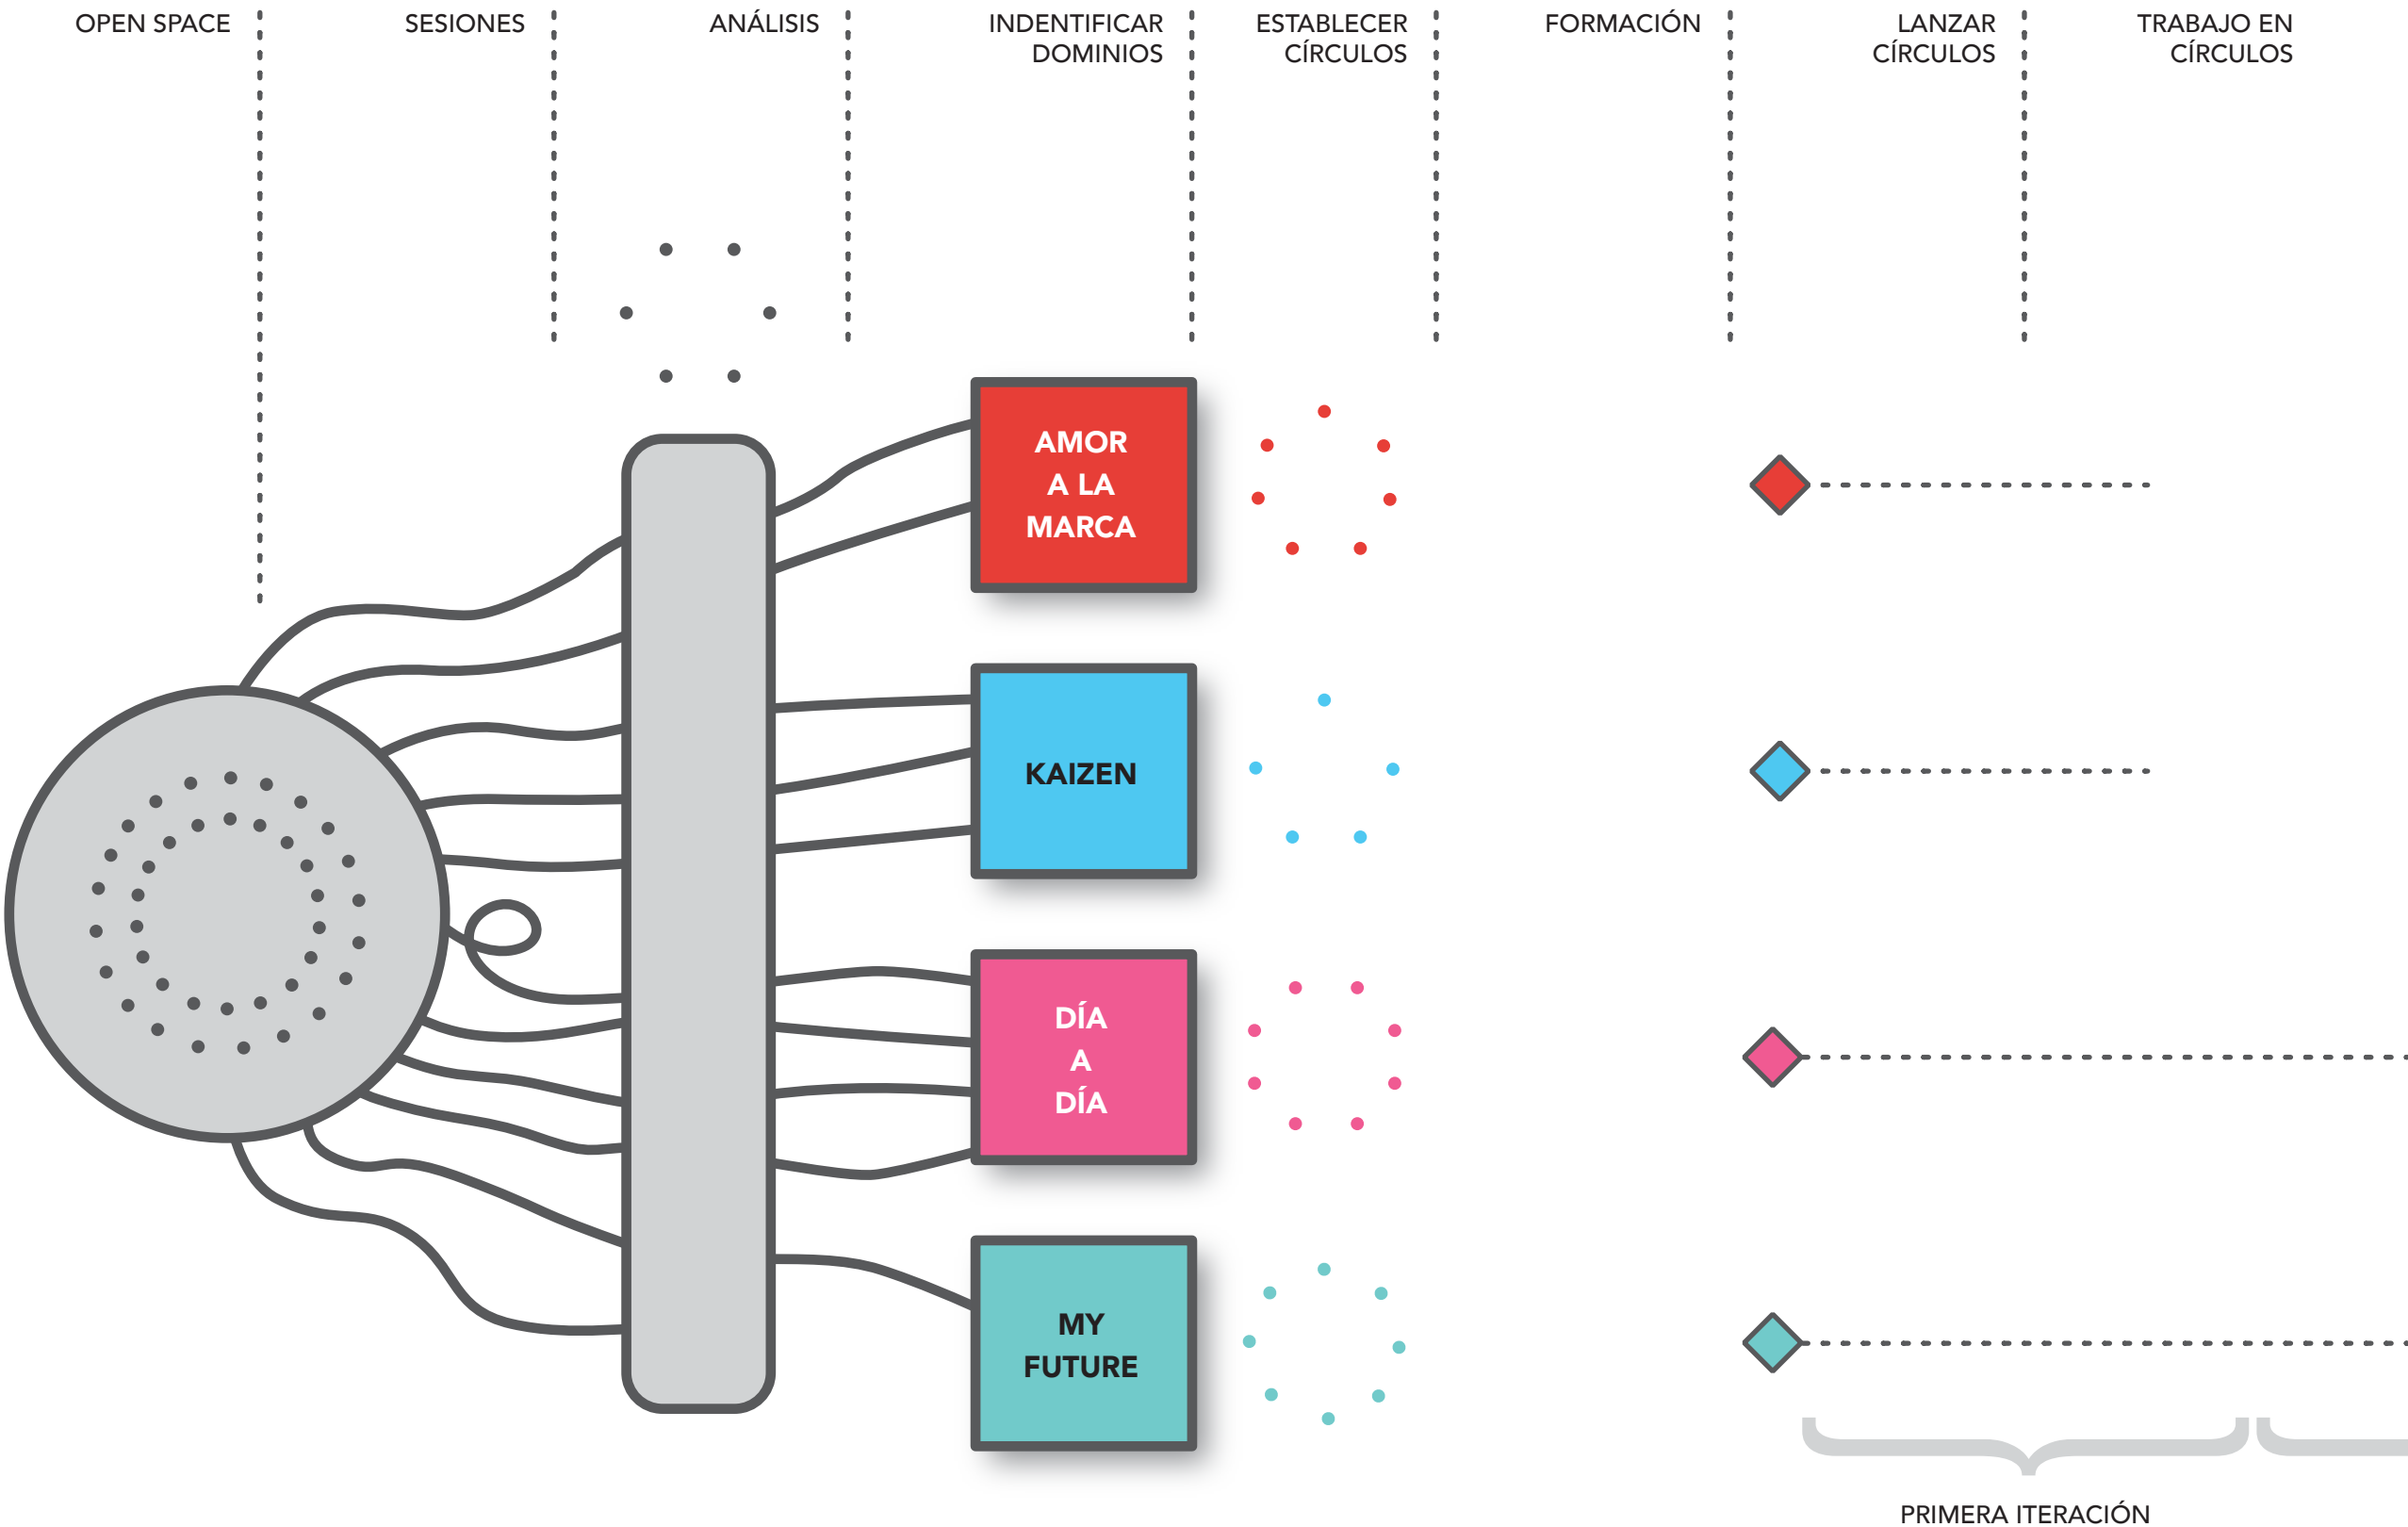 OPEN SPACE
SESIONES
ANÁLISIS
INDENTIFICAR
DOMINIOS
ESTABLECER
CÍRCULOS
FORMACIÓN
LANZAR
CÍRCULOS
TRABAJO EN
CÍRCULOS
AMOR
A LA
MARCA
KAIZEN
DÍA
A
DÍA
MY
FUTURE
PRIMERA ITERACIÓN